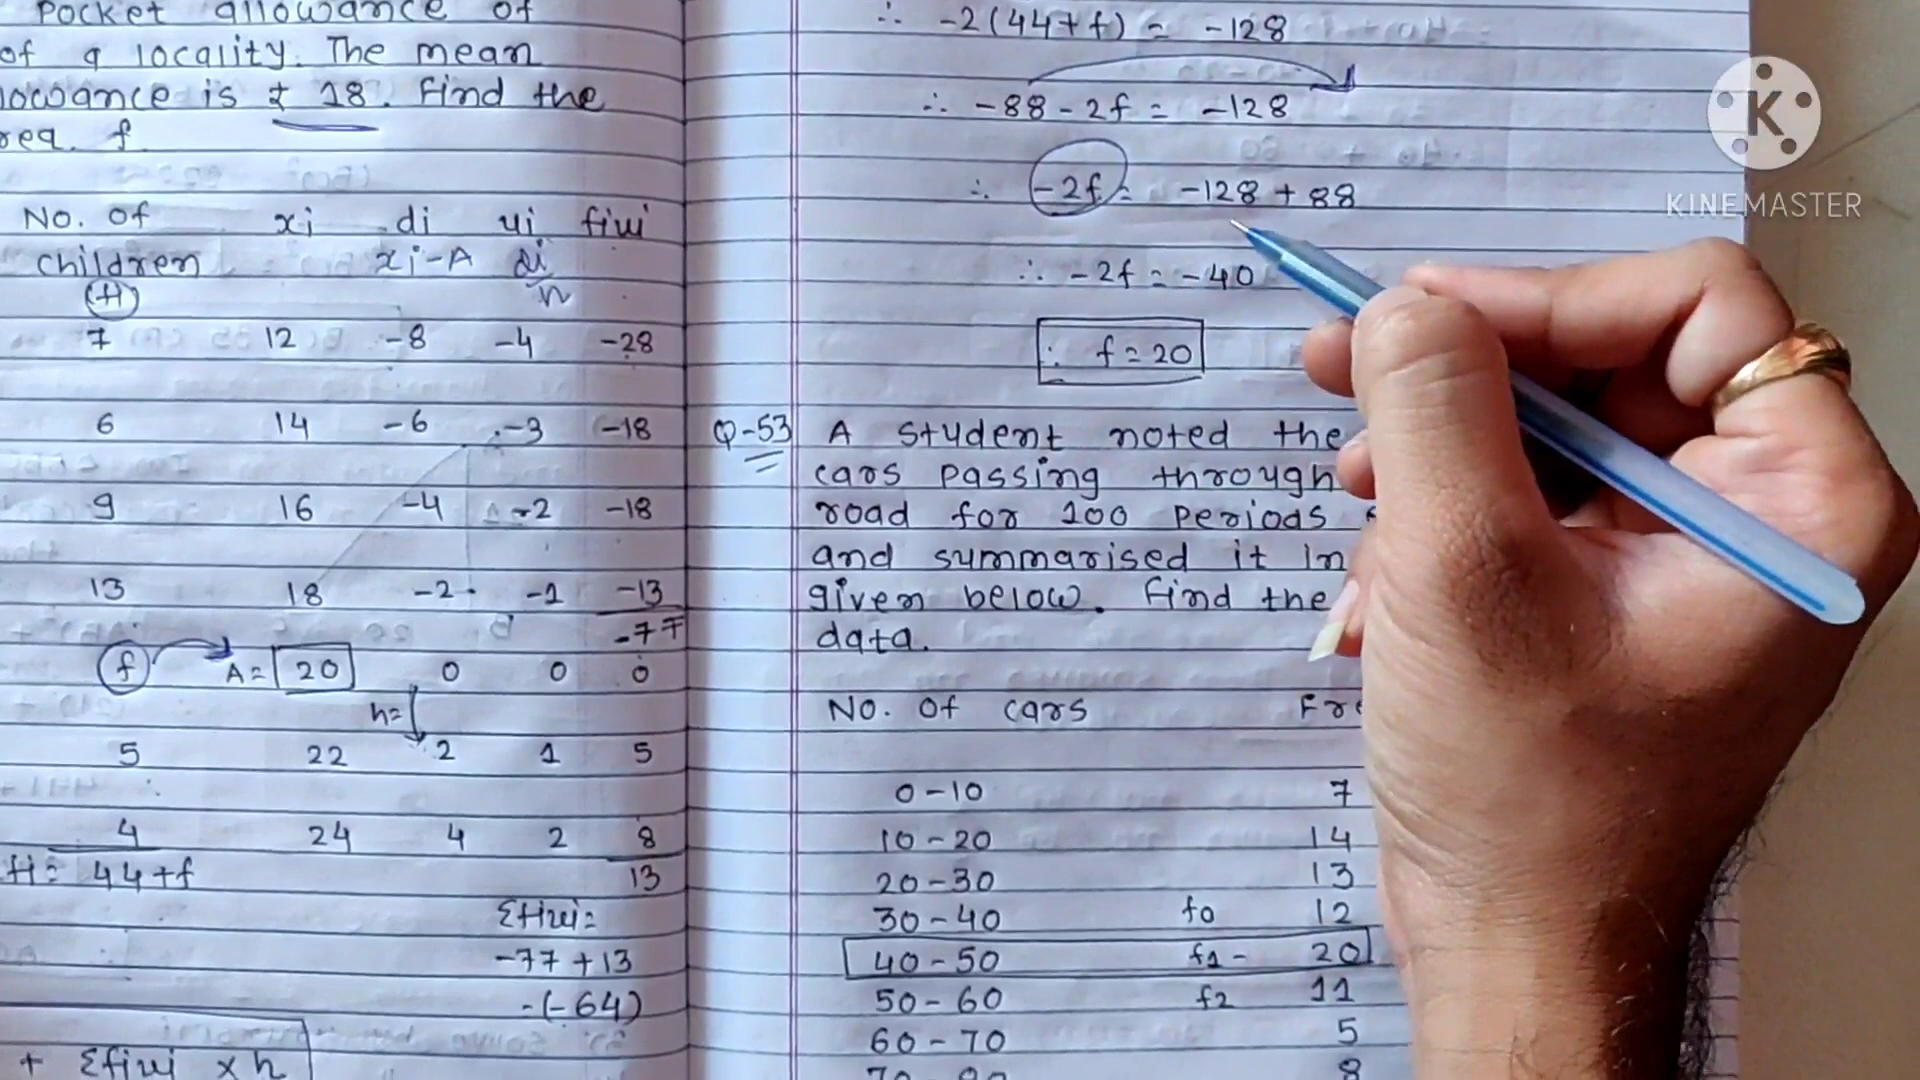 pocket allowance of
of a locality. The mean
lowance is ₹ 18. Find the
req. f.
No. of xi di ui fiui
children xi-A di/h
(fi)
7 12 -8 -4 -28
6 14 -6 -3 -18
9 16 -4 -2 -18
13 18 -2 -1 -13
-77
f A = 20 0 0 0
h=
5 22 2 1 5
4 24 4 2 8
fi = 44+f 13
Σfiui=
-77+13
-(-64)
+ Σfiui x h
∴ -2(44+f) = -128
∴ -88-2f = -128
∴ -2f = -128+88
∴ -2f = -40
∴ f=20
Q-53 A student noted the
cars passing through
road for 100 periods
and summarised it in
given below. Find the
data.
No. of cars Fre
0-10 7
10-20 14
20-30 13
30-40 f0 12
40-50 f1- 20
50-60 f2 11
60-70 5
8
K
KINEMASTER